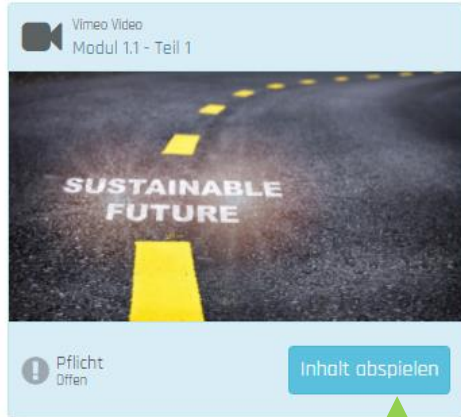 Vimeo Video
Modul 1.1 - Teil 1
SUSTAINABLE
FUTURE
Pflicht
Offen
Inhalt abspielen